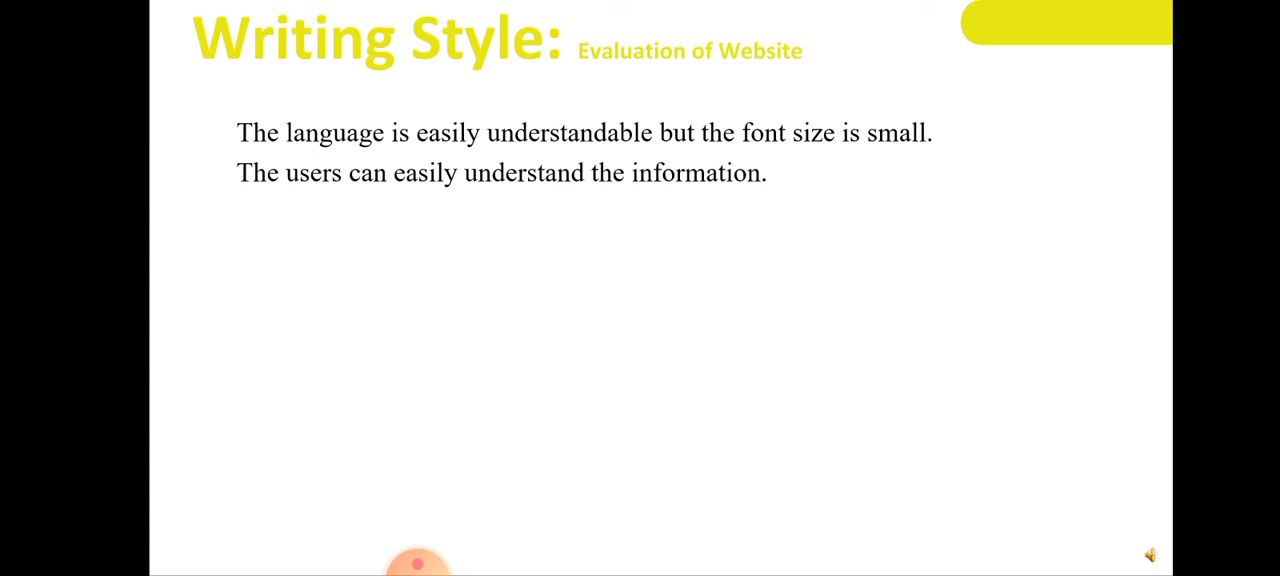 Writing Style: Evaluation of Website
The language is easily understandable but the font size is small.
The users can easily understand the information.